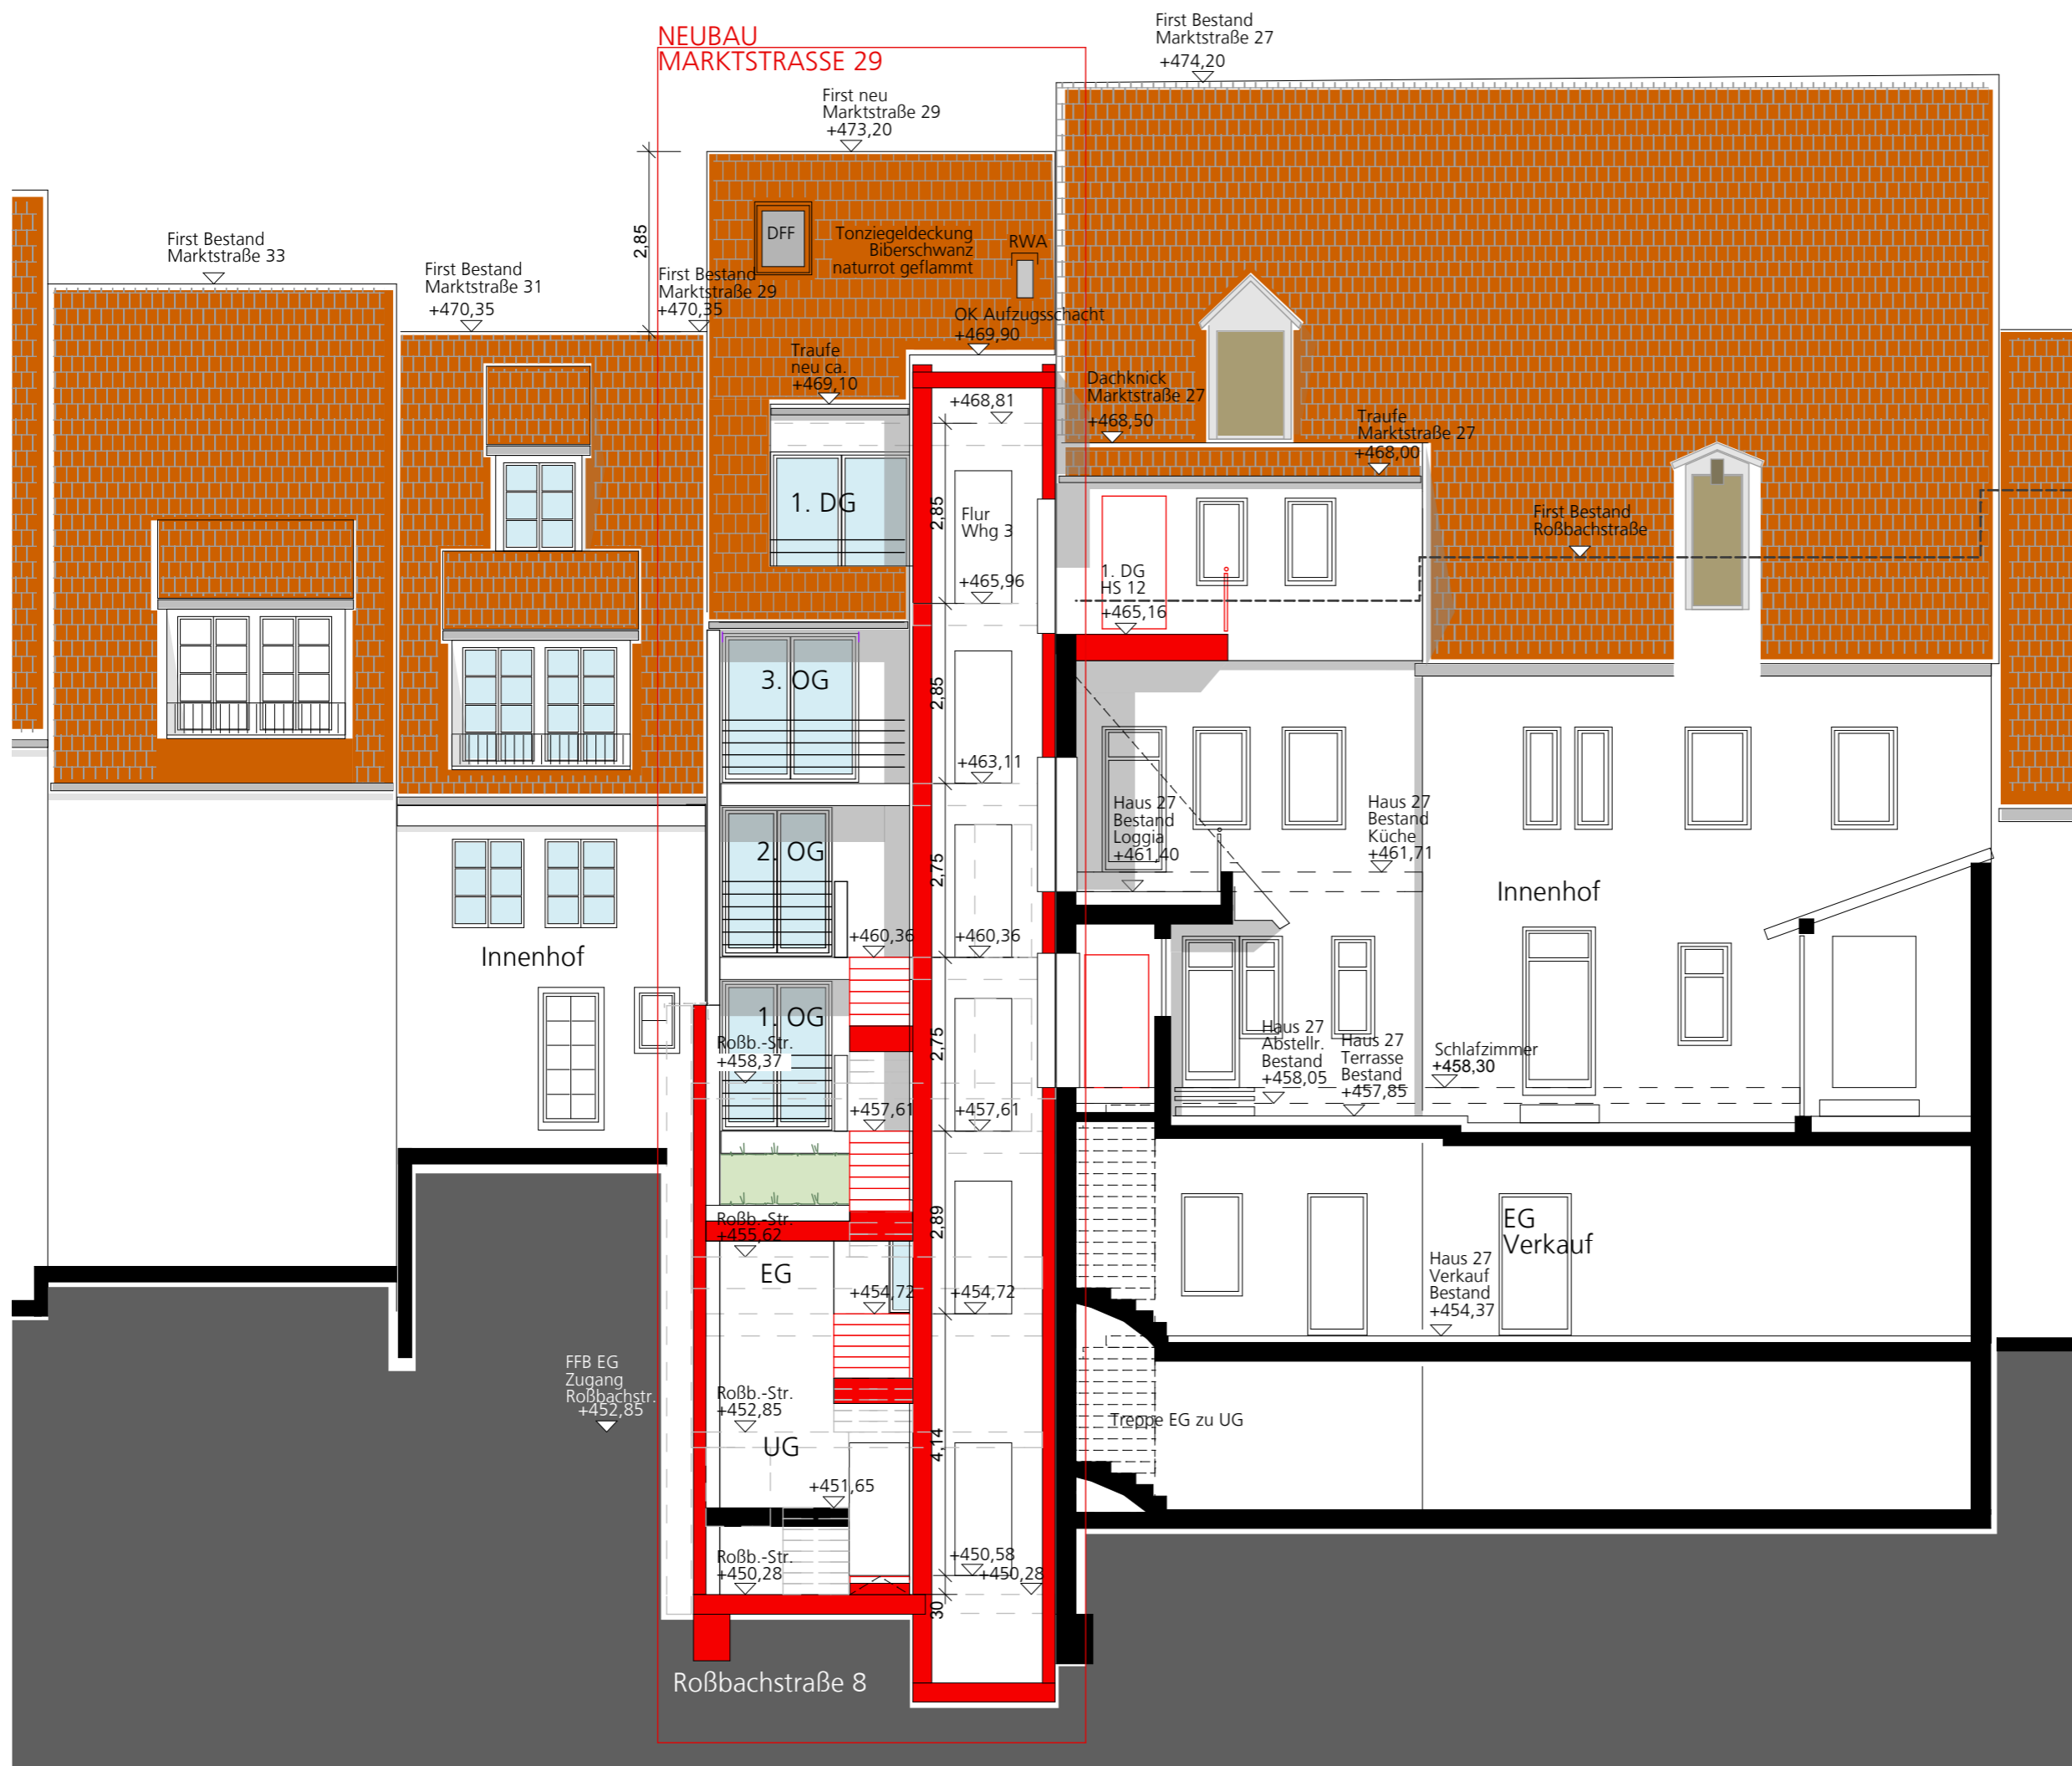 NEUBAU
MARKTSTRASSE 29
First Bestand
Marktstraße 27
+474,20
First neu
Marktstraße 29
+473,20
2,85
DFF
Tonziegeldeckung
Biberschwanz
naturrot geflammt
RWA
First Bestand
Marktstraße 33
First Bestand
Marktstraße 31
+470,35
First Bestand
Marktstraße 29
+470,35
OK Aufzugsschacht
+469,90
Traufe
neu ca.
+469,10
+468,81
Dachknick
Marktstraße 27
+468,50
Traufe
Marktstraße 27
+468,00
1. DG
2,85
Flur
Whg 3
First Bestand
Roßbachstraße
+465,96
1. DG
HS 12
+465,16
3. OG
2,85
+463,11
Haus 27
Bestand
Loggia
+461,40
Haus 27
Bestand
Küche
+461,71
2. OG
2,75
Innenhof
Innenhof
+460,36
+460,36
1. OG
Roßb.-Str.
+458,37
2,75
Haus 27
Abstellr.
Bestand
+458,05
Haus 27
Terrasse
Bestand
+457,85
Schlafzimmer
+458,30
+457,61
+457,61
Roßb.-Str.
+455,62
2,89
EG
Verkauf
EG
Haus 27
Verkauf
Bestand
+454,37
+454,72
+454,72
FFB EG
Zugang
Roßbachstr.
+452,85
Roßb.-Str.
+452,85
UG
4,14
Treppe EG zu UG
+451,65
Roßb.-Str.
+450,28
+450,58
+450,28
30
Roßbachstraße 8